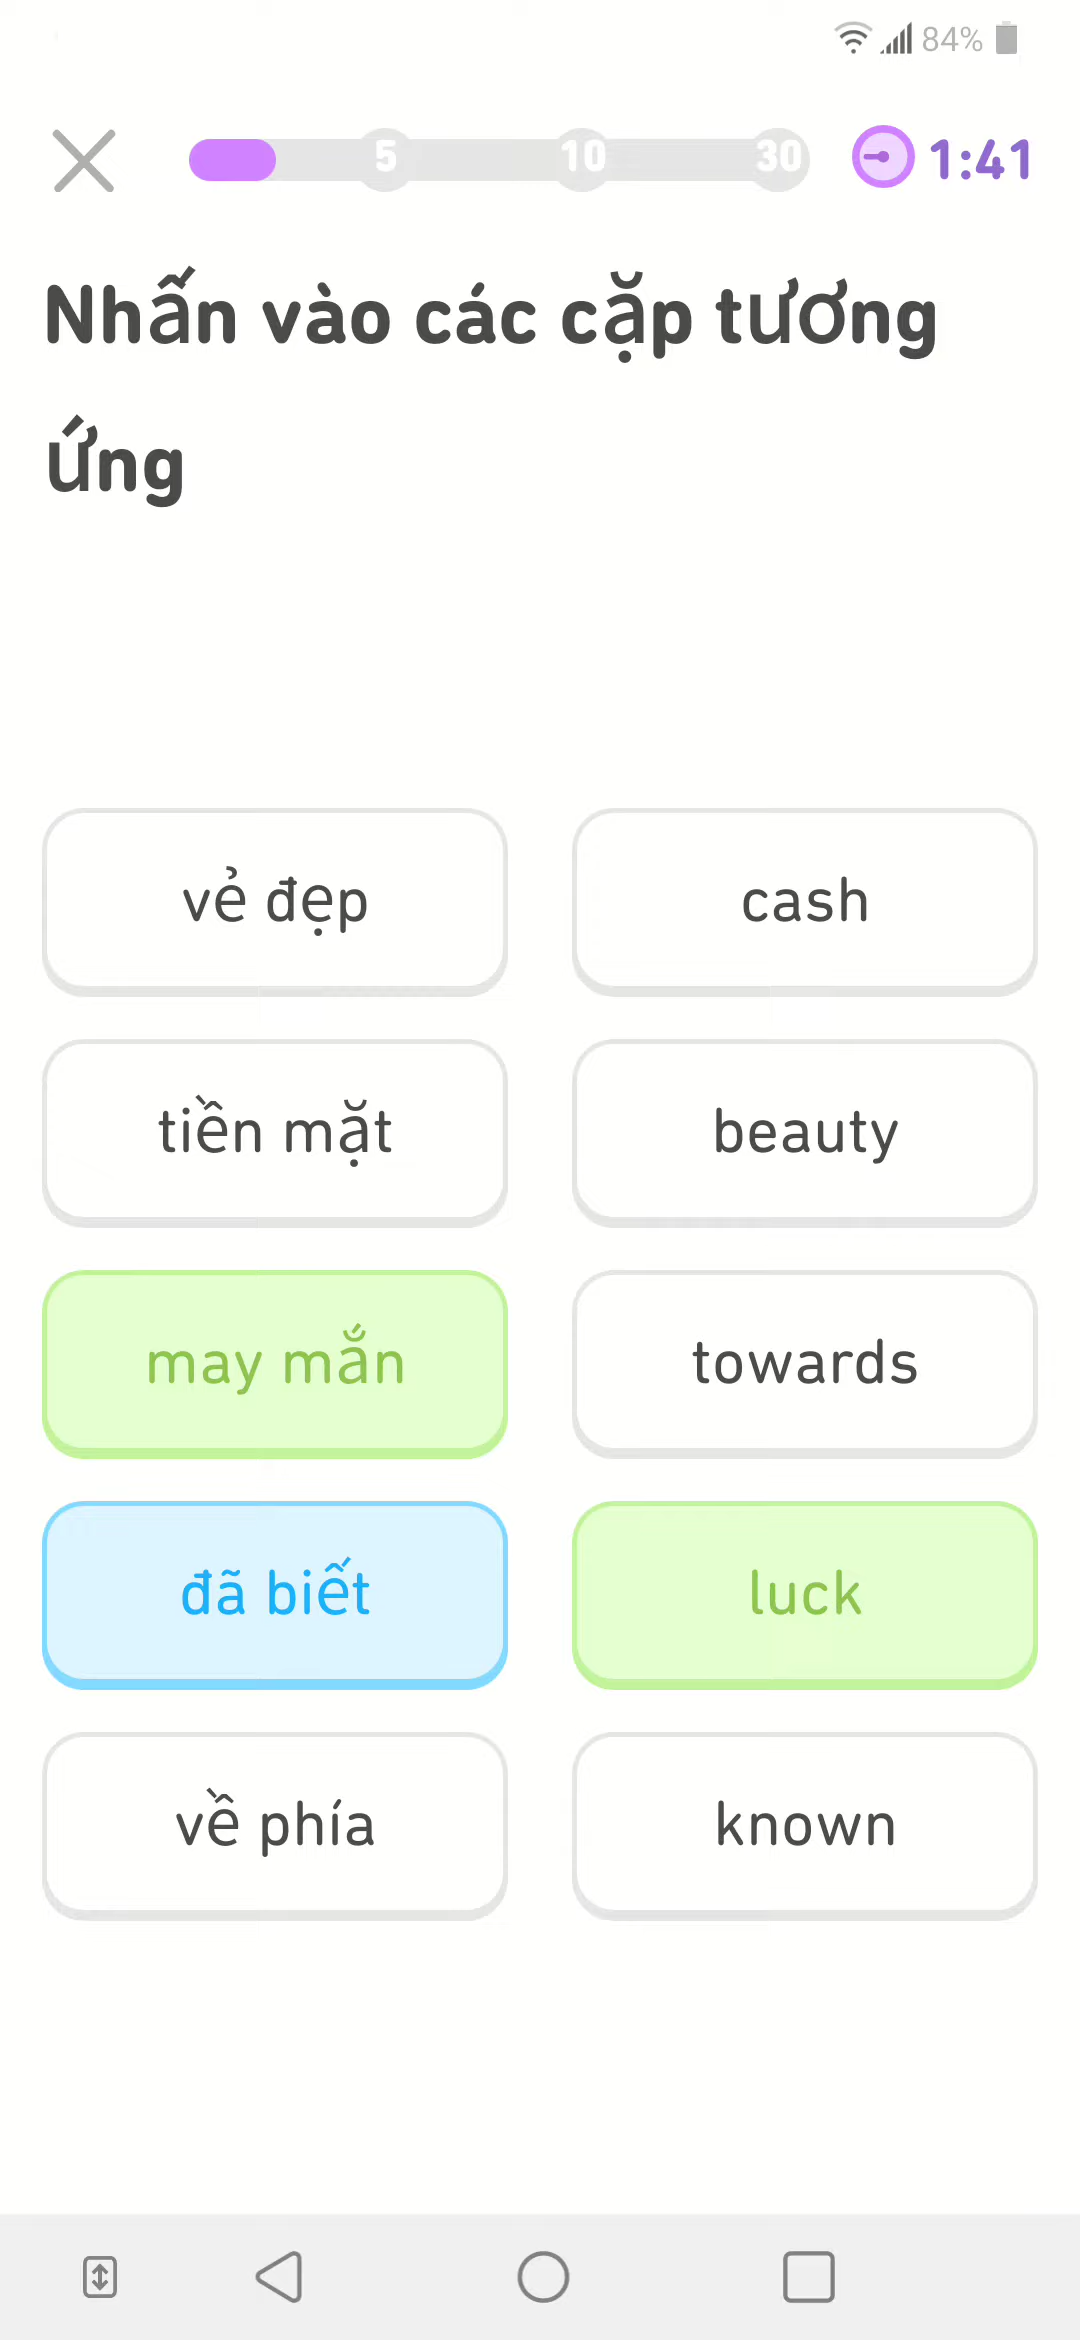 84%
5 10 30 1:41
Nhấn vào các cặp tương
ứng
vẻ đẹp cash
tiền mặt beauty
may mắn towards
đã biết luck
về phía known